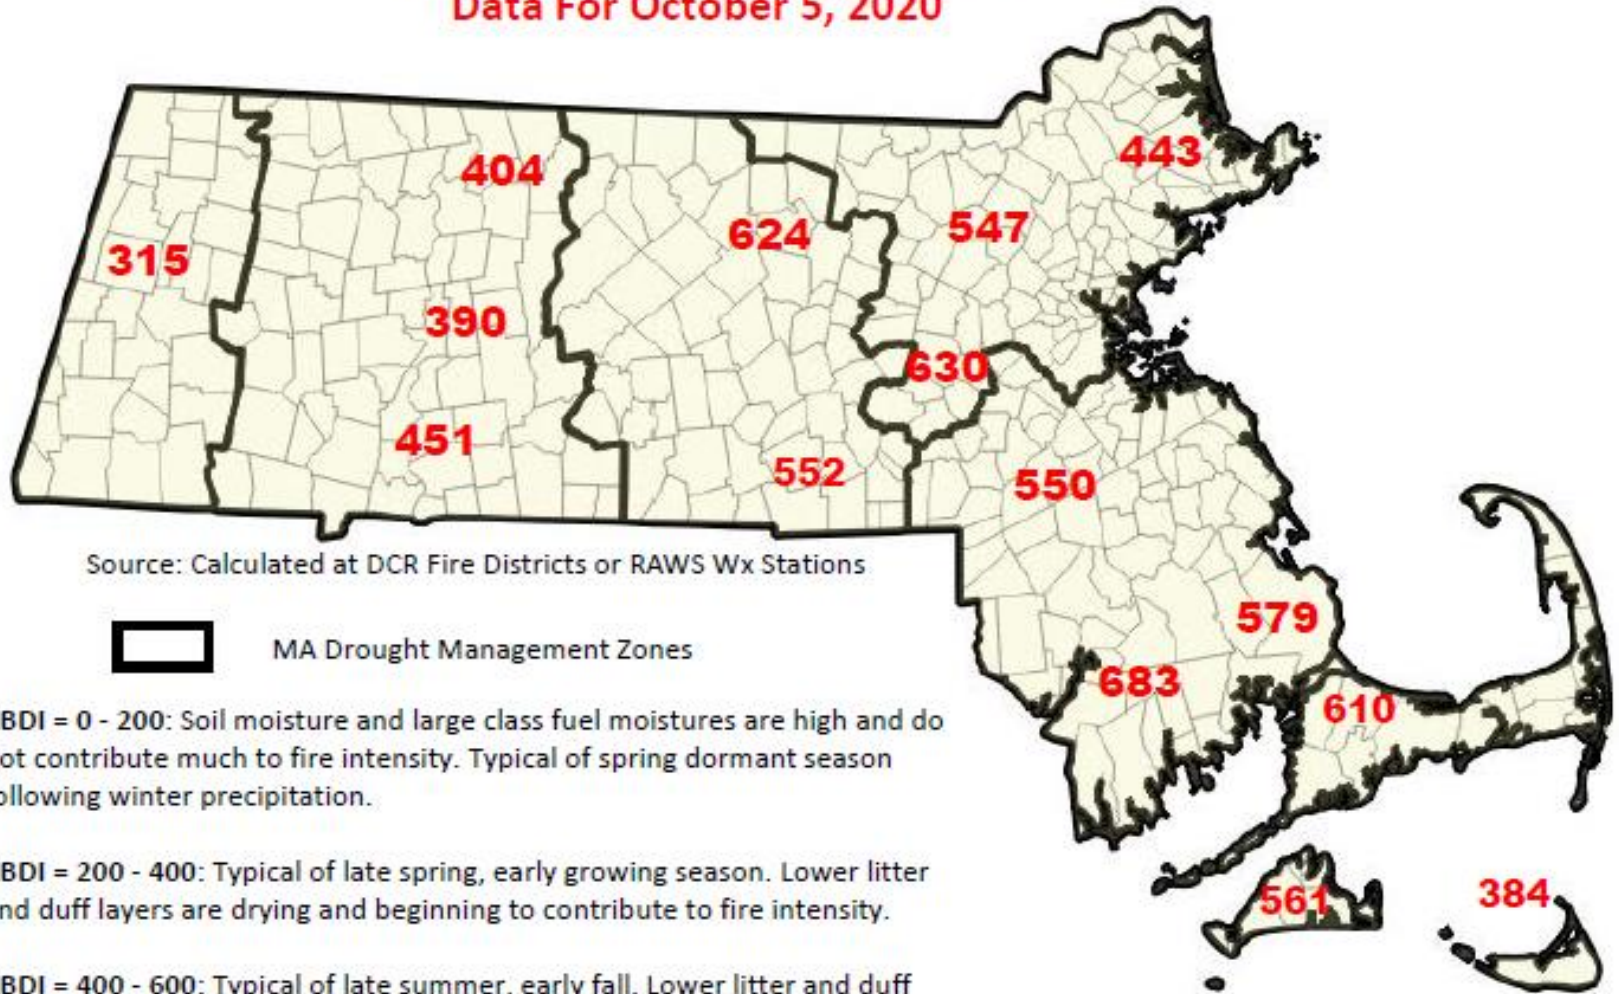 Data For October 5, 2020
443
404
547
624
315
390
630
451
552
550
Source: Calculated at DCR Fire Districts or RAWS Wx Stations
579
MA Drought Management Zones
683
610
BDI = 0 - 200: Soil moisture and large class fuel moistures are high and do
ot contribute much to fire intensity. Typical of spring dormant season
ollowing winter precipitation.
BDI = 200 - 400: Typical of late spring, early growing season. Lower litter
nd duff layers are drying and beginning to contribute to fire intensity.
561
384
BDI = 400 - 600: Typical of late summer, early fall. Lower litter and duff